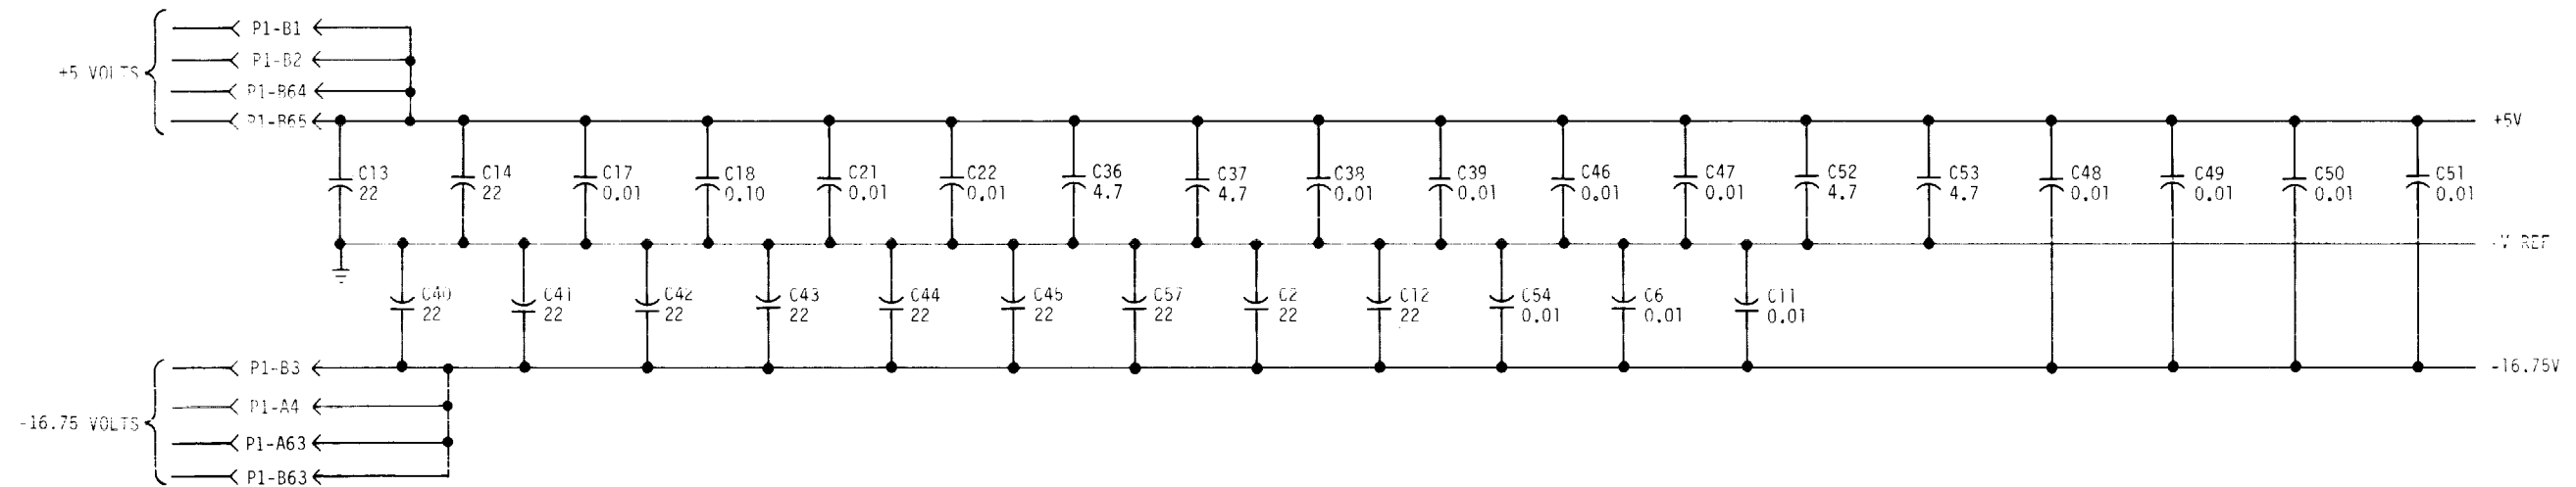 P1-B1
P1-B2
+5 VOLTS
P1-B64
P1-B65
+5V
C13
22
C14
22
C17
0.01
C18
0.10
C21
0.01
C22
0.01
C36
4.7
C37
4.7
C38
0.01
C39
0.01
C46
0.01
C47
0.01
C52
4.7
C53
4.7
C48
0.01
C49
0.01
C50
0.01
C51
0.01
V REF
C40
22
C41
22
C42
22
C43
22
C44
22
C45
22
C57
22
C2
22
C12
22
C54
0.01
C6
0.01
C11
0.01
P1-B3
-16.75V
P1-A4
-16.75 VOLTS
P1-A63
P1-B63